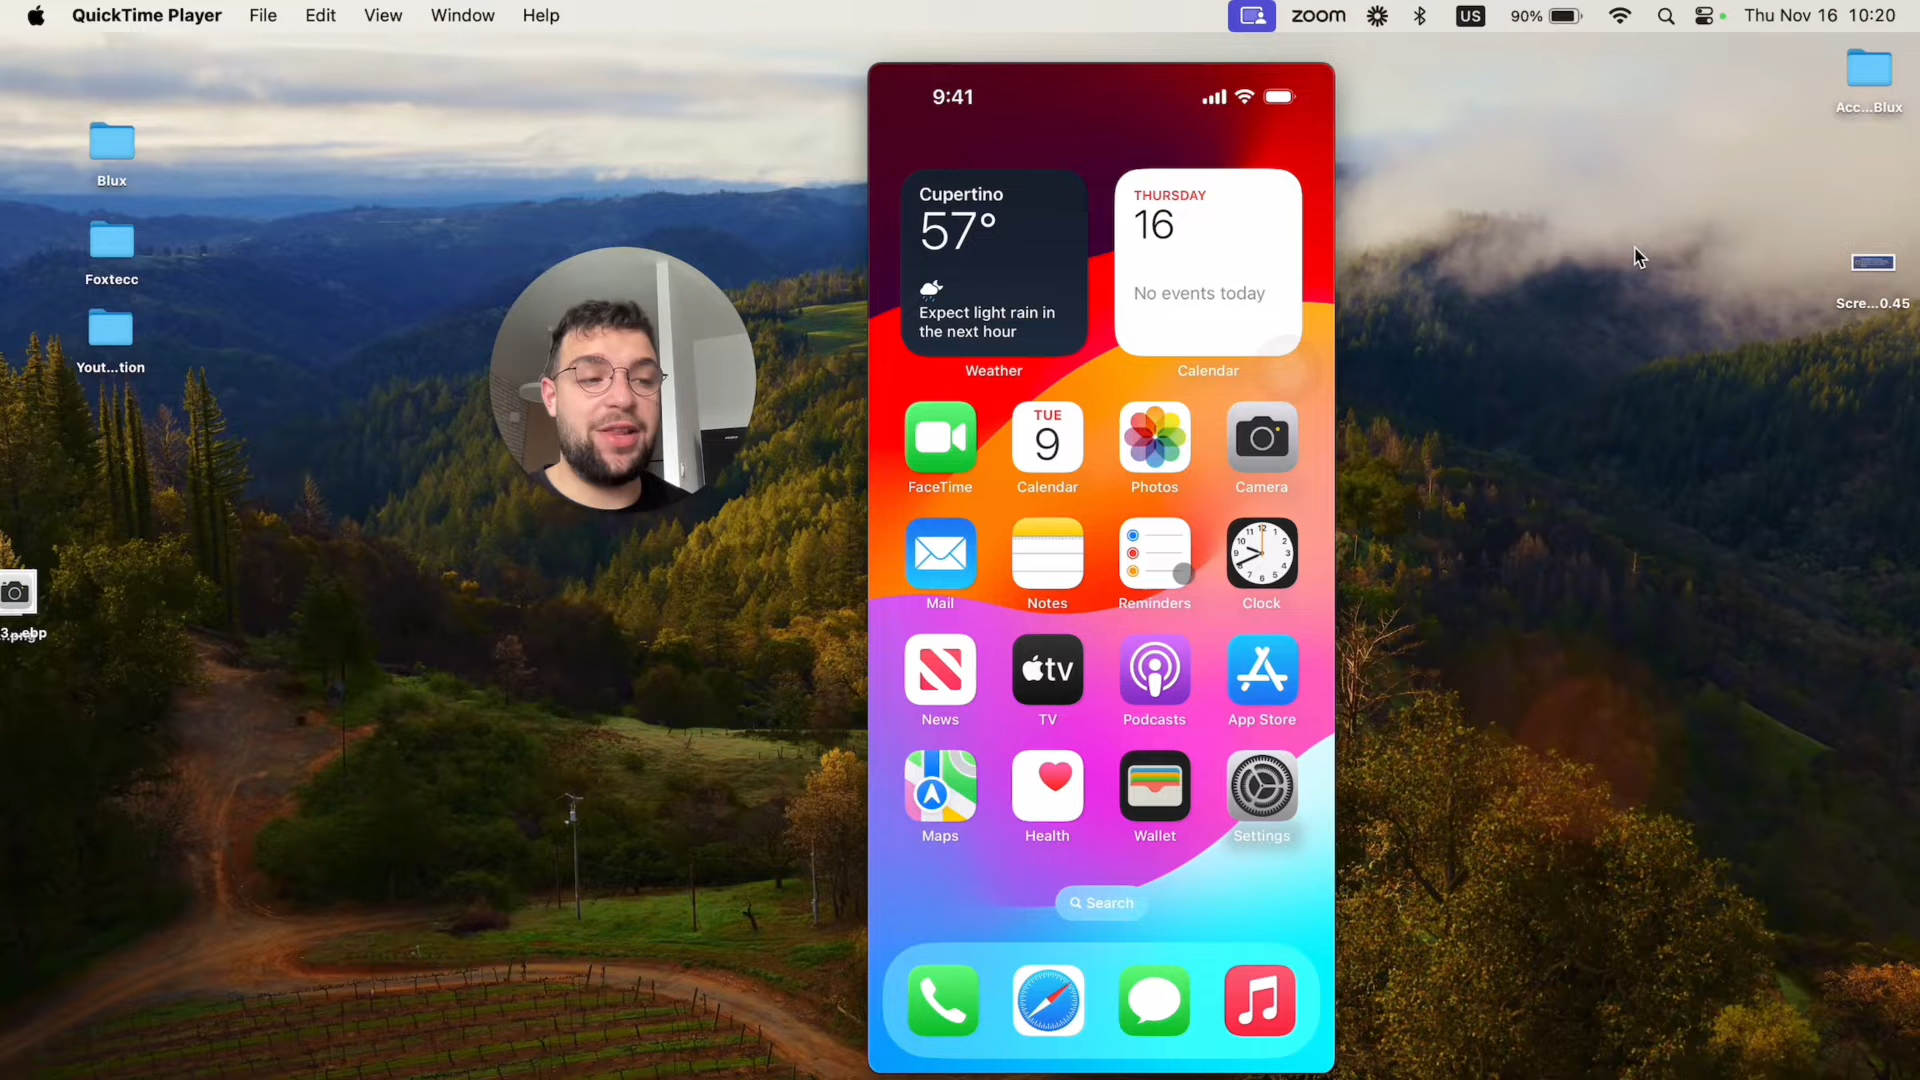 QuickTime Player File Edit View Window Help zoom US 90% Thu Nov 16 10:20
Blux
Foxtecc
Yout...tion
Acc...Blux
Scre...0.45
9:41
Cupertino
57°
Expect light rain in
the next hour
Weather
THURSDAY
16
No events today
Calendar
TUE
9
FaceTime Calendar Photos Camera
Mail Notes Reminders Clock
tv
News TV Podcasts App Store
Maps Health Wallet Settings
Search